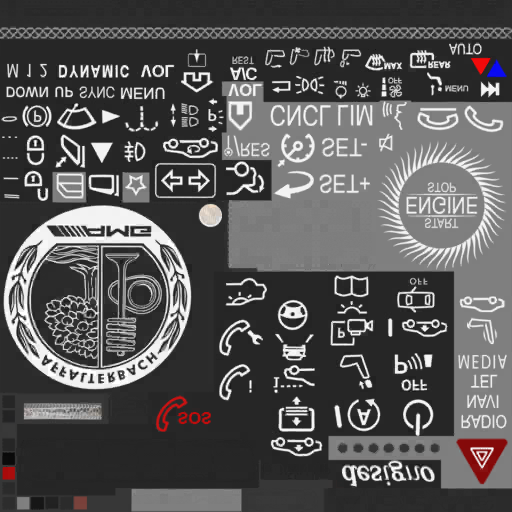 AUTO
REST
MAX
REAR
M 1 2 DYNAMIC VOL
A/C
DOWN UP SYNC MENU
VOL
OFF
MENU
CNCL LIM
P
/RES
SET-
SET+
STOP
ENGINE
START
AMG
AFFALTERBACH
OFF
P
P
OFF
A
MEDIA
TEL
NAVI
RADIO
SOS
designo